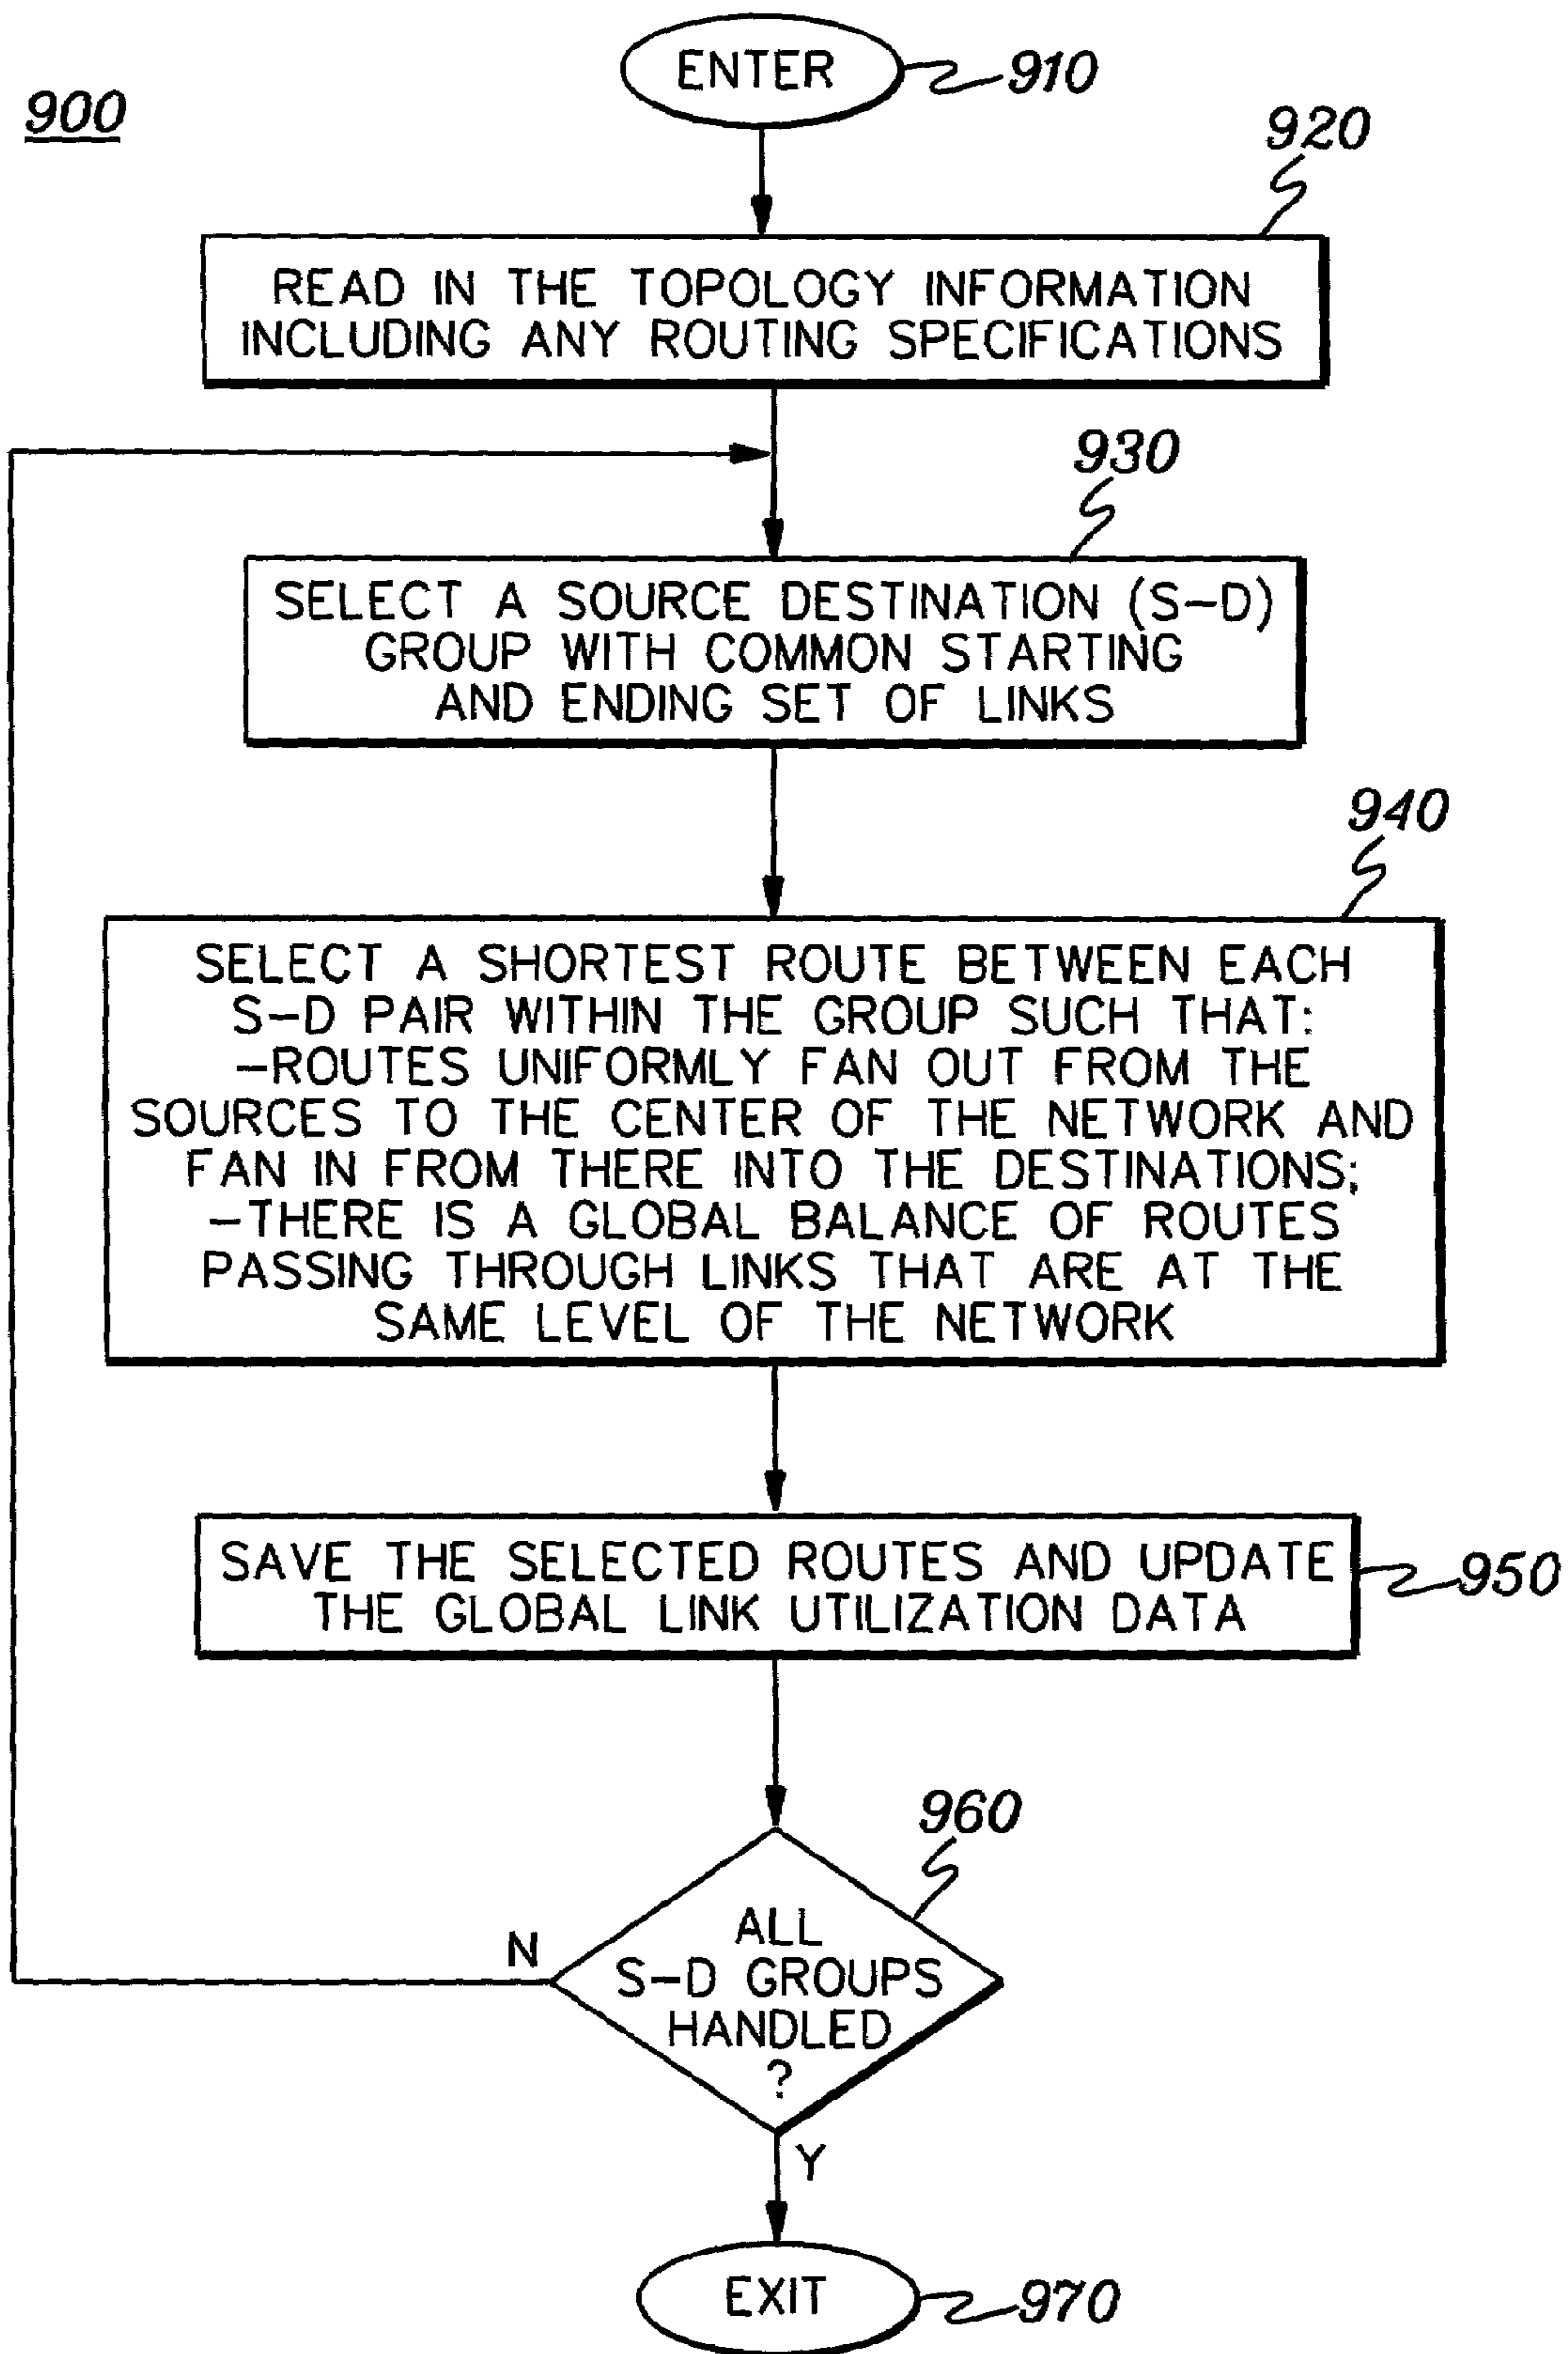 ENTER
910
900
920
READ IN THE TOPOLOGY INFORMATION
INCLUDING ANY ROUTING SPECIFICATIONS
930
SELECT A SOURCE DESTINATION (S-D)
GROUP WITH COMMON STARTING
AND ENDING SET OF LINKS
940
SELECT A SHORTEST ROUTE BETWEEN EACH
S-D PAIR WITHIN THE GROUP SUCH THAT:
-ROUTES UNIFORMLY FAN OUT FROM THE
SOURCES TO THE CENTER OF THE NETWORK AND
FAN IN FROM THERE INTO THE DESTINATIONS;
-THERE IS A GLOBAL BALANCE OF ROUTES
PASSING THROUGH LINKS THAT ARE AT THE
SAME LEVEL OF THE NETWORK
SAVE THE SELECTED ROUTES AND UPDATE
THE GLOBAL LINK UTILIZATION DATA
950
960
ALL
S-D GROUPS
HANDLED
?
N
Y
EXIT
970